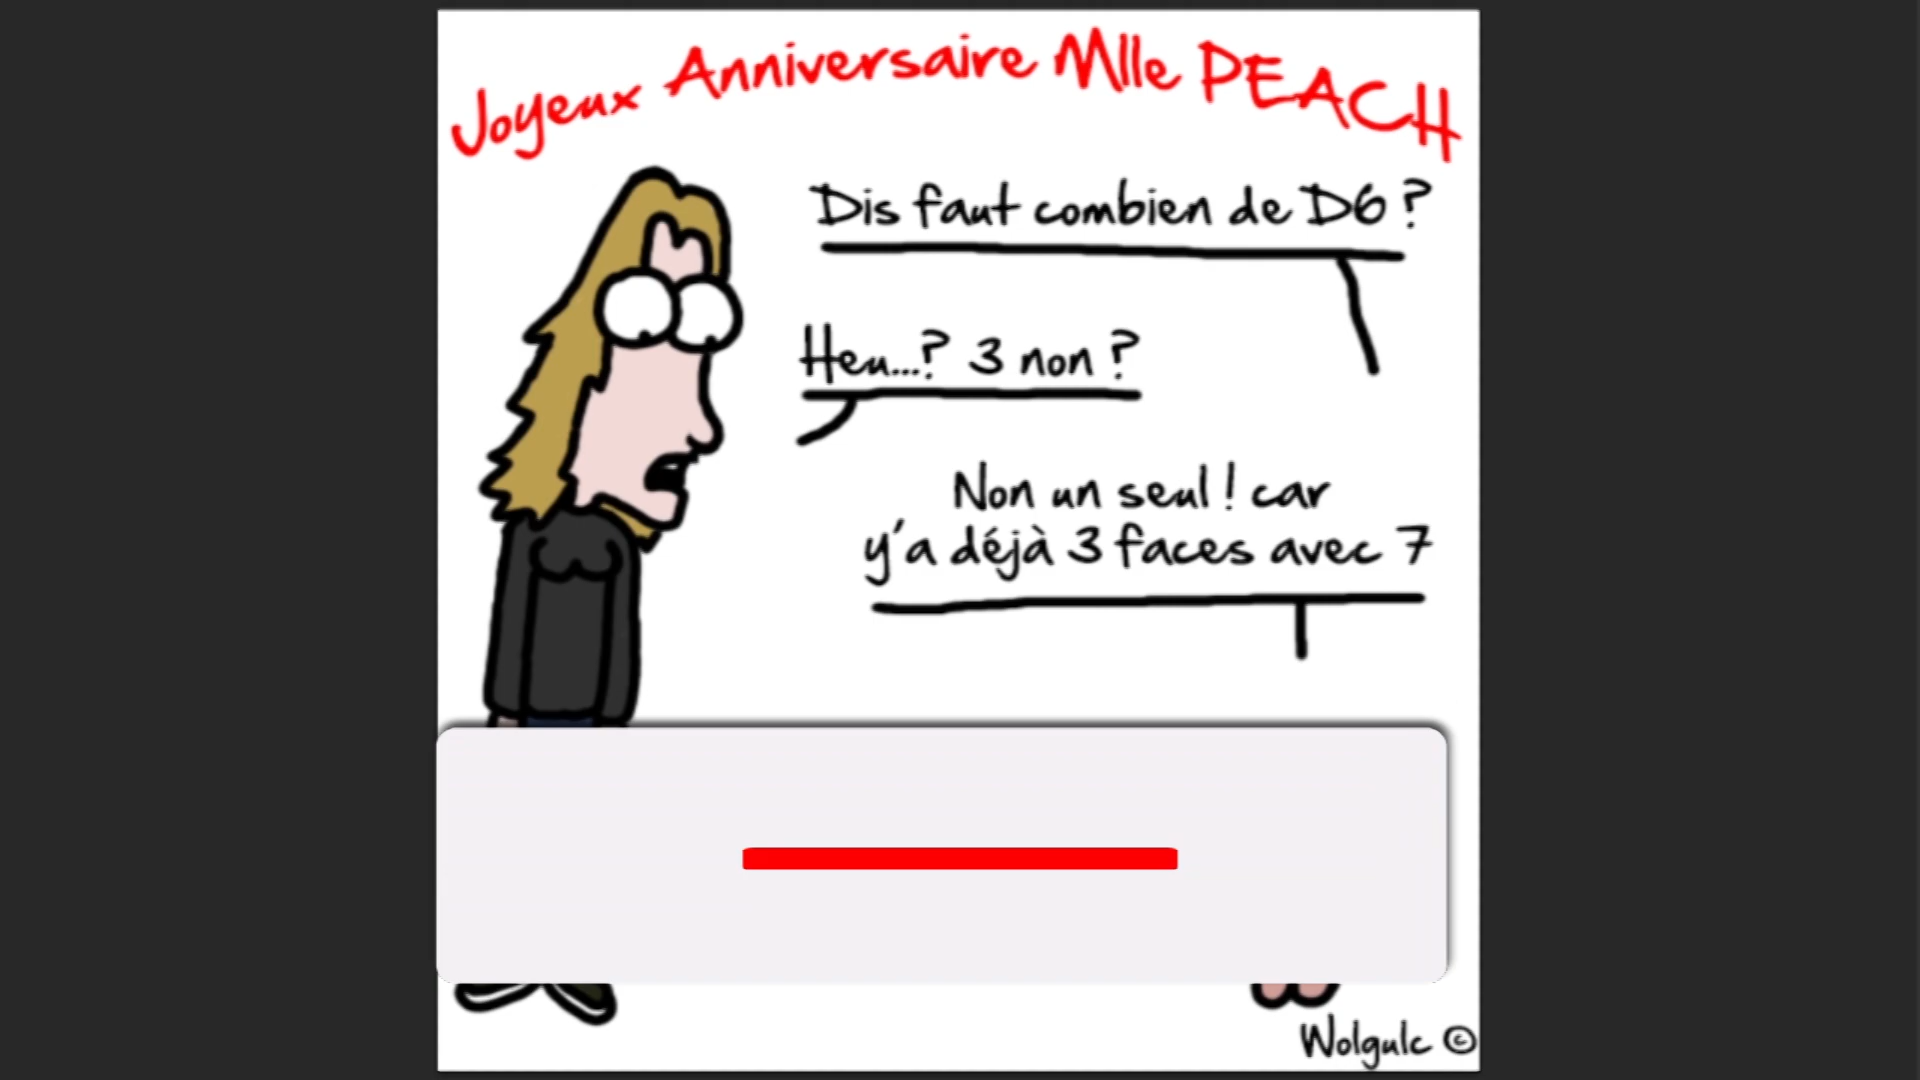 Joyeux Anniversaire Mlle PEACH
Dis faut combien de D6 ?
Heu...? 3 non ?
Non un seul ! car
y'a déjà 3 faces avec 7
Wolgulc ©